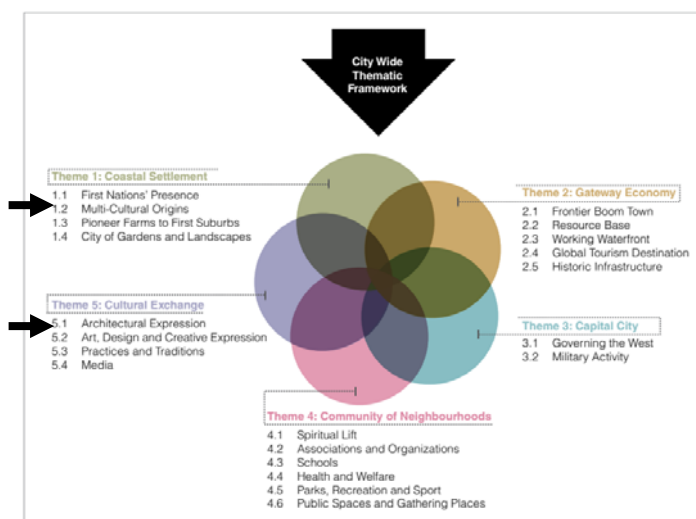 City Wide
Thematic
Framework
Theme 1: Coastal Settlement
1.1 First Nations' Presence
1.2 Multi-Cultural Origins
1.3 Pioneer Farms to First Suburbs
1.4 City of Gardens and Landscapes
Theme 2: Gateway Economy
2.1 Frontier Boom Town
2.2 Resource Base
2.3 Working Waterfront
2.4 Global Tourism Destination
2.5 Historic Infrastructure
Theme 5: Cultural Exchange
5.1 Architectural Expression
5.2 Art, Design and Creative Expression
5.3 Practices and Traditions
5.4 Media
Theme 3: Capital City
3.1 Governing the West
3.2 Military Activity
Theme 4: Community of Neighbourhoods
4.1 Spiritual Lift
4.2 Associations and Organizations
4.3 Schools
4.4 Health and Welfare
4.5 Parks, Recreation and Sport
4.6 Public Spaces and Gathering Places